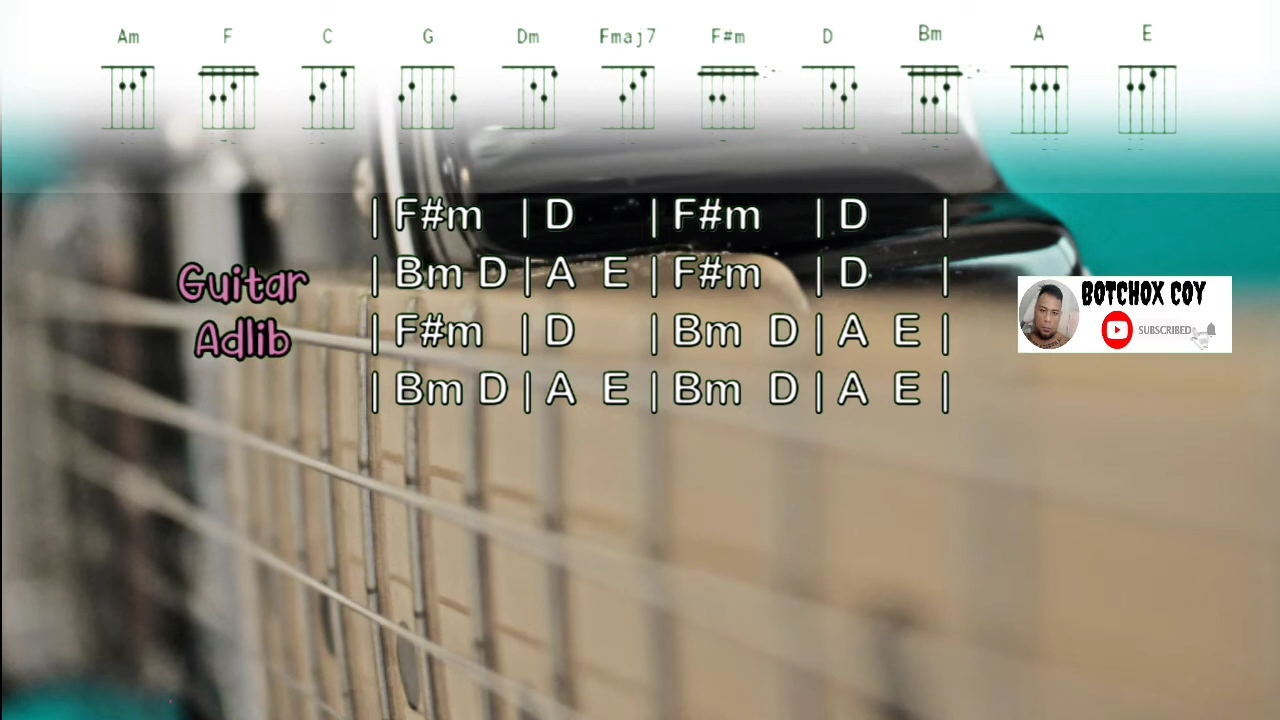 Am F C G Dm Fmaj7 F#m D Bm A E
| F#m | D | F#m | D |
| Bm D | A E | F#m | D |
| F#m | D | Bm D | A E |
| Bm D | A E | Bm D | A E |
Guitar
Adlib
BOTCHOX COY
SUBSCRIBED